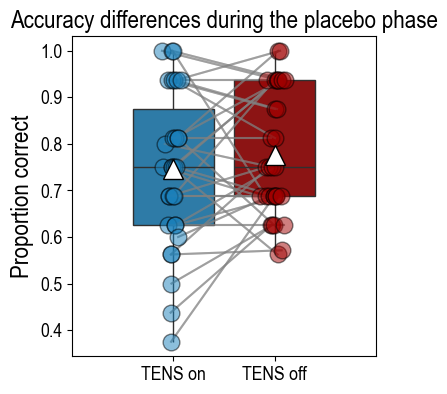 Accuracy differences during the placebo phase
Proportion correct
1.0
0.9
0.8
0.7
0.6
0.5
0.4
TENS on
TENS off